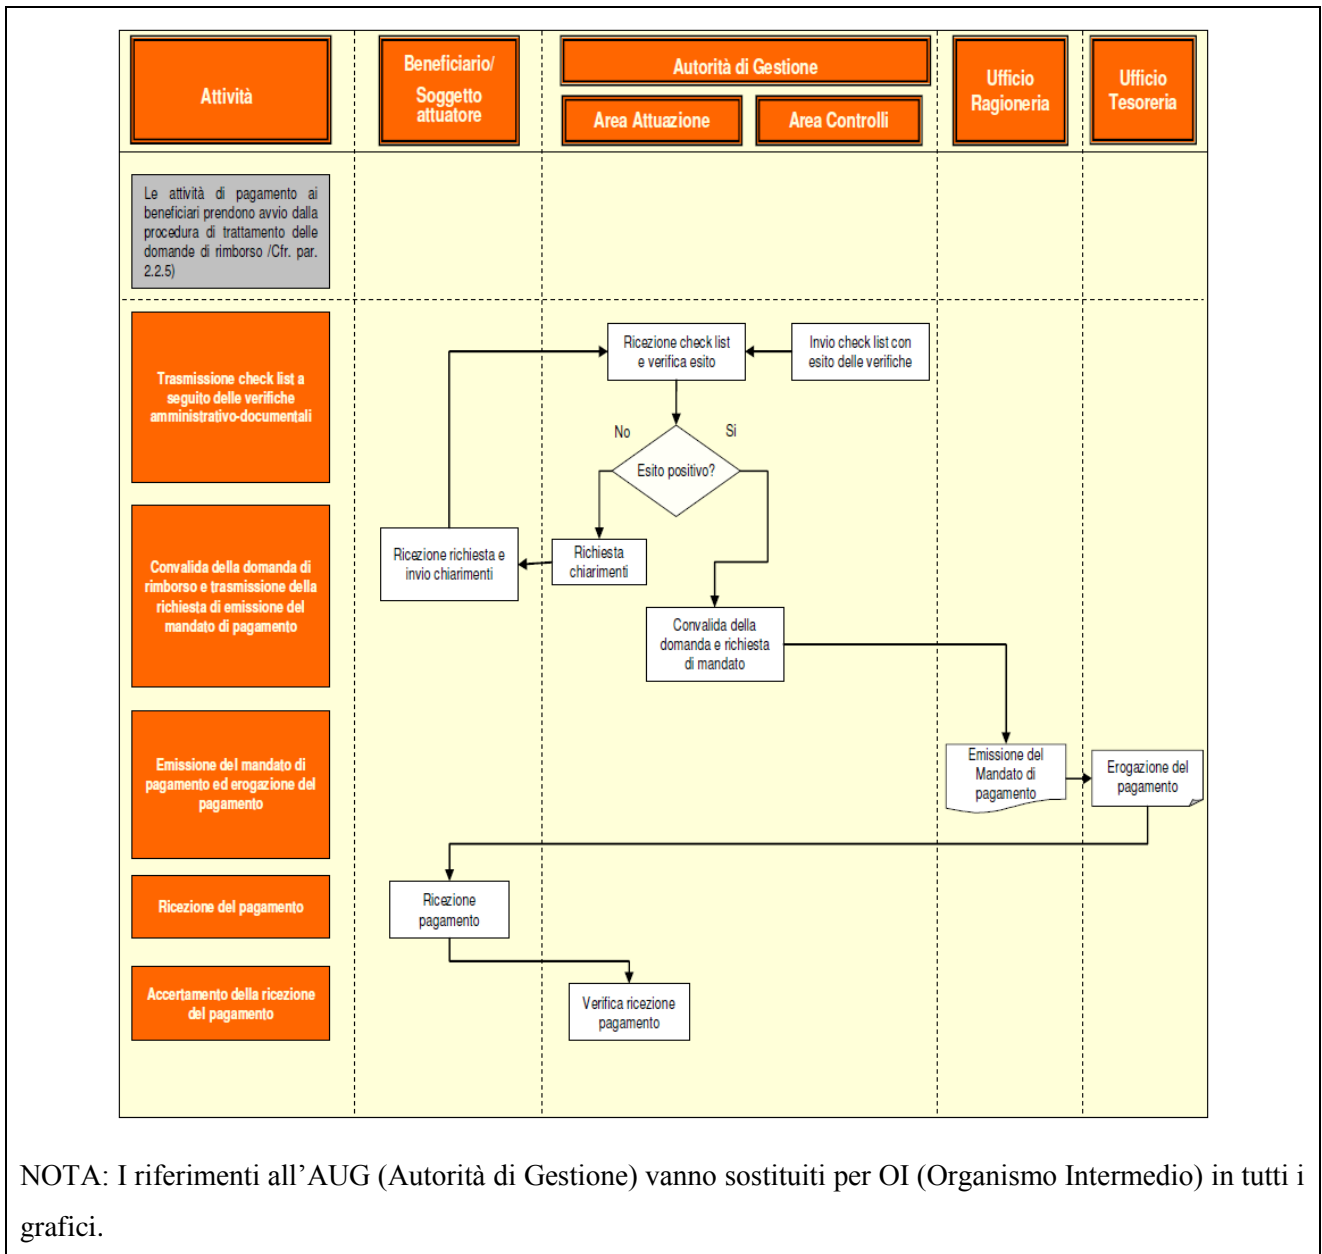 Attività
Beneficiario/
Soggetto
attuatore
Autorità di Gestione
Area Attuazione
Area Controlli
Ufficio
Ragioneria
Ufficio
Tesoreria
Le attività di pagamento ai
beneficiari prendono avvio dalla
procedura di trattamento delle
domande di rimborso /Cfr. par.
2.2.5)
Trasmissione check list a
seguito delle verifiche
amministrativo-documentali
Ricezione check list
e verifica esito
Invio check list con
esito delle verifiche
No
Si
Esito positivo?
Convalida della domanda di
rimborso e trasmissione della
richiesta di emissione del
mandato di pagamento
Ricezione richiesta e
invio chiarimenti
Richiesta
chiarimenti
Convalida della
domanda e richiesta
di mandato
Emissione del mandato di
pagamento ed erogazione del
pagamento
Emissione del
Mandato di
pagamento
Erogazione del
pagamento
Ricezione del pagamento
Ricezione
pagamento
Accertamento della ricezione
del pagamento
Verifica ricezione
pagamento
NOTA: I riferimenti all’AUG (Autorità di Gestione) vanno sostituiti per OI (Organismo Intermedio) in tutti i
grafici.